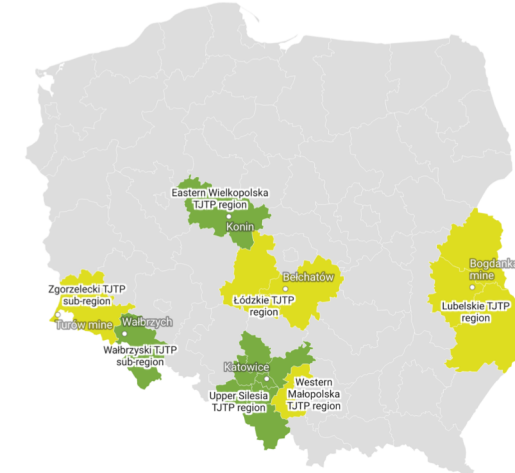 Eastern Wielkopolska
TJTP region
Konin
Bełchatów
Łódzkie TJTP
region
Bogdanka
mine
Lubelskie TJTP
region
Zgorzelecki TJTP
sub-region
Turów mine
Wałbrzych
Wałbrzyski TJTP
sub-region
Katowice
Upper Silesia
TJTP region
Western
Małopolska
TJTP region